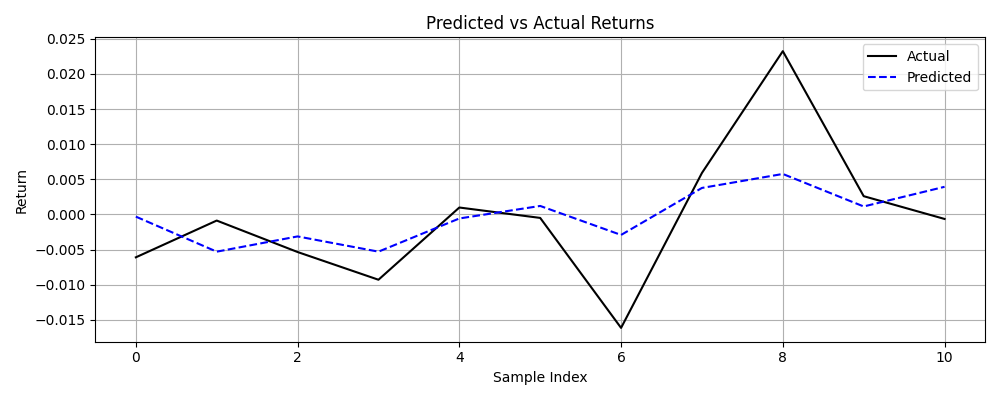 Predicted vs Actual Returns
Actual
Predicted
Return
0.025
0.020
0.015
0.010
0.005
0.000
−0.005
−0.010
−0.015
0 2 4 6 8 10
Sample Index